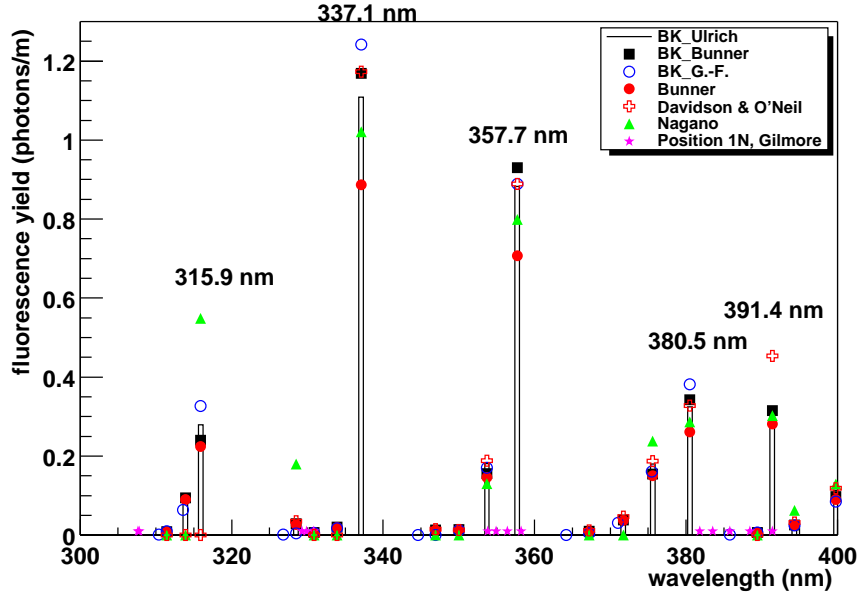 337.1 nm
BK_Ulrich
BK_Bunner
BK_G.-F.
Bunner
Davidson & O'Neil
Nagano
Position 1N, Gilmore
357.7 nm
315.9 nm
391.4 nm
380.5 nm
fluorescence yield (photons/m)
1.2
1
0.8
0.6
0.4
0.2
0
300
320
340
360
380
400
wavelength (nm)